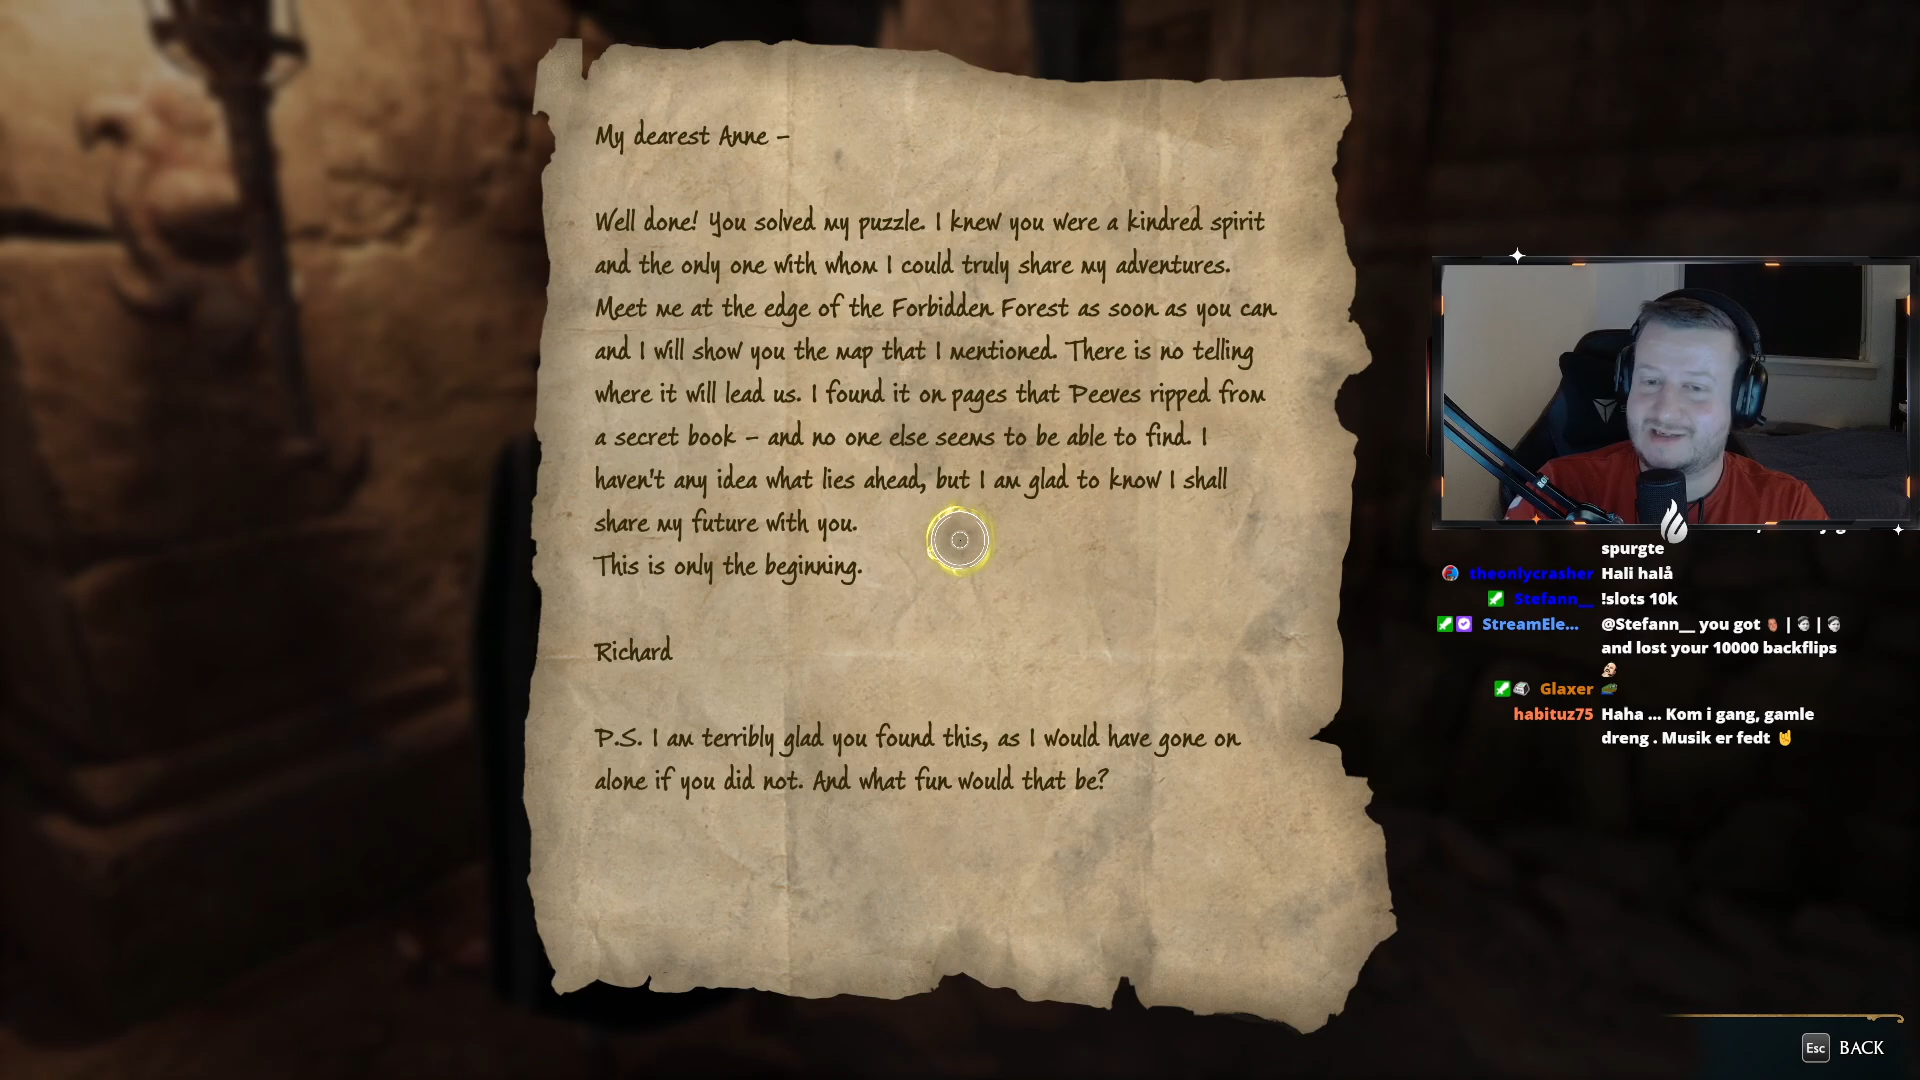 My dearest Anne –
Well done! You solved my puzzle. I knew you were a kindred spirit
and the only one with whom I could truly share my adventures.
Meet me at the edge of the Forbidden Forest as soon as you can
and I will show you the map that I mentioned. There is no telling
where it will lead us. I found it on pages that Peeves ripped from
a secret book – and no one else seems to be able to find. I
haven't any idea what lies ahead, but I am glad to know I shall
share my future with you.
This is only the beginning.
Richard
P.S. I am terribly glad you found this, as I would have gone on
alone if you did not. And what fun would that be?
spurgte
theonlycrasher Hali halå
Stefann__ !slots 10k
StreamEle... @Stefann__ you got | |
and lost your 10000 backflips
Glaxer
habituz75 Haha ... Kom i gang, gamle
dreng . Musik er fedt 🤘
Esc BACK